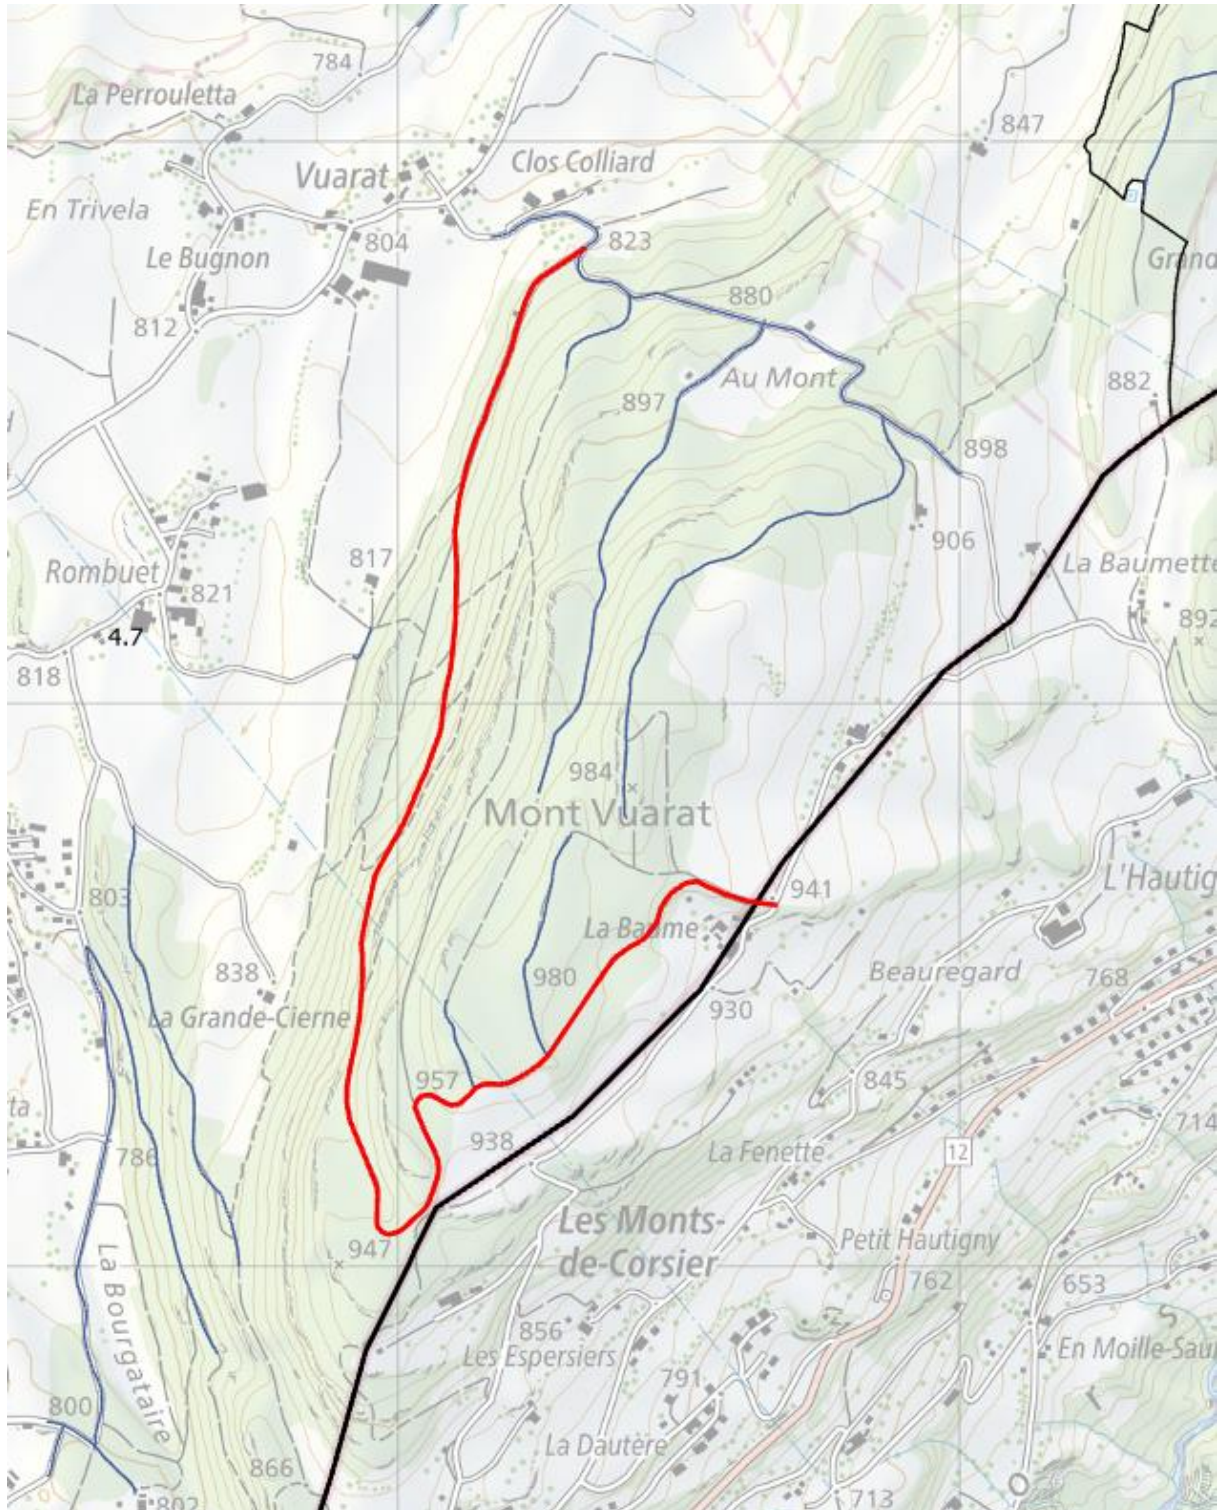 784
La Perrouletta
847
Clos Colliard
Vuarat
En Trivela
804
823
Le Bugnon
Grand
880
812
Au Mont
882
897
898
817
906
Rombuet
821
La Baumette
4.7
892
818
984
Mont Vuarat
941
L'Hautig
803
La Baume
Beauregard
768
838
980
930
La Grande-Cierne
957
845
ta
714
938
La Fenette
12
786
Les Monts-
de-Corsier
Petit Hautigny
947
762
653
La Bourgataire
856
Les Espersiers
En Moille-Sau
791
800
La Dautère
866
802
713